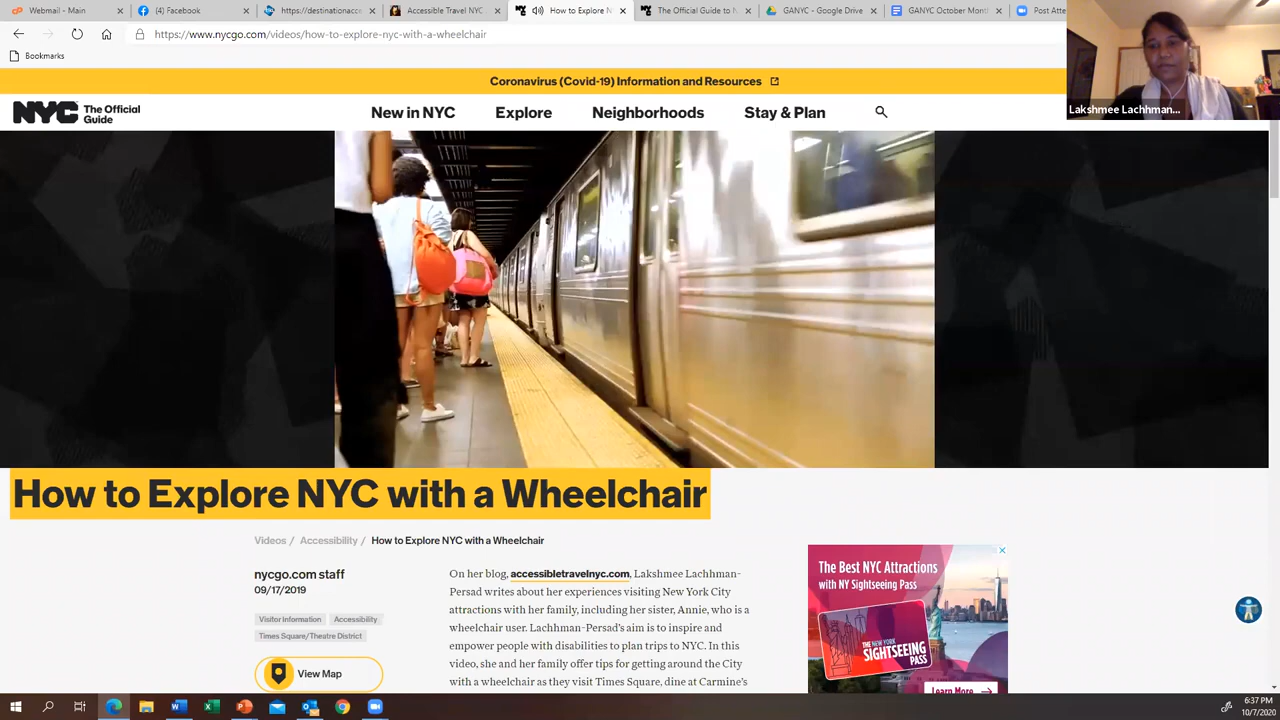 Webmail - Main
(4) Facebook
https://destinationacce
Accessible Travel NYC
How to Explore N
The Official Guide to N
GANYC - Google Drive
GANYC October Mont
Post Atte
https://www.nycgo.com/videos/how-to-explore-nyc-with-a-wheelchair
Bookmarks
Lakshmee Lachhman...
Coronavirus (Covid-19) Information and Resources
NYC The Official
Guide
New in NYC
Explore
Neighborhoods
Stay & Plan
How to Explore NYC with a Wheelchair
Videos / Accessibility / How to Explore NYC with a Wheelchair
nycgo.com staff
09/17/2019
Visitor Information
Accessibility
Times Square/Theatre District
View Map
On her blog, accessibletravelnyc.com, Lakshmee Lachhman-
Persad writes about her experiences visiting New York City
attractions with her family, including her sister, Annie, who is a
wheelchair user. Lachhman-Persad's aim is to inspire and
empower people with disabilities to plan trips to NYC. In this
video, she and her family offer tips for getting around the City
with a wheelchair as they visit Times Square, dine at Carmine's
The Best NYC Attractions
with NY Sightseeing Pass
THE NEW YORK
SIGHTSEEING
PASS
Learn More
6:37 PM
10/7/2020